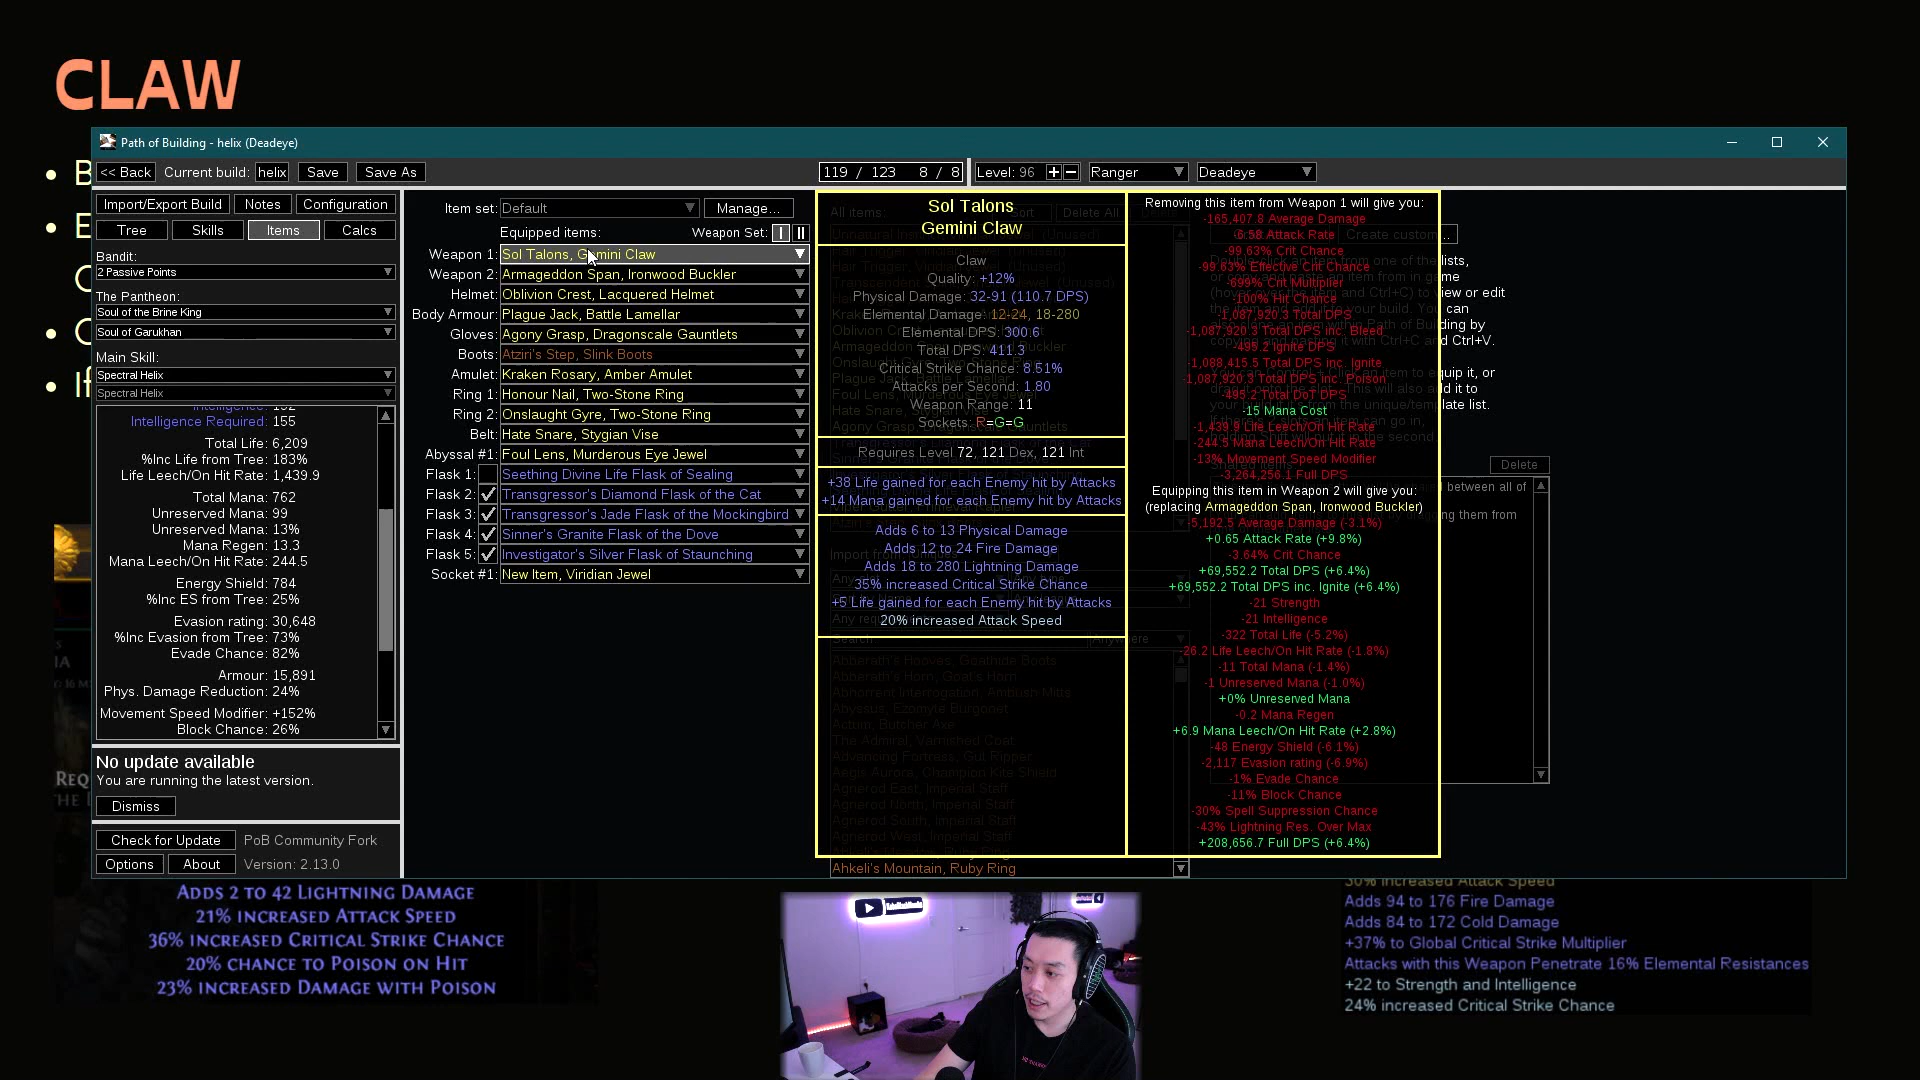 CLAW
Path of Building - helix (Deadeye)
<< Back
Current build: helix
Save
Save As
119 / 123 8 / 8
Level: 96
Ranger
Deadeye
Import/Export Build
Notes
Configuration
Tree
Skills
Items
Calcs
Bandit:
2 Passive Points
The Pantheon:
Soul of the Brine King
Soul of Garukhan
Main Skill:
Spectral Helix
Spectral Helix
Intelligence Required: 155
Total Life: 6,209
%Inc Life from Tree: 183%
Life Leech/On Hit Rate: 1,439.9
Total Mana: 762
Unreserved Mana: 99
Unreserved Mana: 13%
Mana Regen: 13.3
Mana Leech/On Hit Rate: 244.5
Energy Shield: 784
%Inc ES from Tree: 25%
Evasion rating: 30,648
%Inc Evasion from Tree: 73%
Evade Chance: 82%
Armour: 15,891
Phys. Damage Reduction: 24%
Movement Speed Modifier: +152%
Block Chance: 26%
No update available
You are running the latest version.
Dismiss
Check for Update
PoB Community Fork
Options
About
Version: 2.13.0
Item set: Default
Manage...
Equipped items:
Weapon Set: I II
Weapon 1: Sol Talons, Gemini Claw
Weapon 2: Armageddon Span, Ironwood Buckler
Helmet: Oblivion Crest, Lacquered Helmet
Body Armour: Plague Jack, Battle Lamellar
Gloves: Agony Grasp, Dragonscale Gauntlets
Boots: Atziri's Step, Slink Boots
Amulet: Kraken Rosary, Amber Amulet
Ring 1: Honour Nail, Two-Stone Ring
Ring 2: Onslaught Gyre, Two-Stone Ring
Belt: Hate Snare, Stygian Vise
Abyssal #1: Foul Lens, Murderous Eye Jewel
Flask 1: Seething Divine Life Flask of Sealing
Flask 2: Transgressor's Diamond Flask of the Cat
Flask 3: Transgressor's Jade Flask of the Mockingbird
Flask 4: Sinner's Granite Flask of the Dove
Flask 5: Investigator's Silver Flask of Staunching
Socket #1: New Item, Viridian Jewel
Sol Talons
Gemini Claw
Claw
Quality: +12%
Physical Damage: 32-91 (110.7 DPS)
Elemental Damage: 12-24, 18-280
Elemental DPS: 300.6
Total DPS: 411.3
Critical Strike Chance: 8.51%
Attacks per Second: 1.80
Weapon Range: 11
Sockets: R=G=G
Requires Level 72, 121 Dex, 121 Int
+38 Life gained for each Enemy hit by Attacks
+14 Mana gained for each Enemy hit by Attacks
Adds 6 to 13 Physical Damage
Adds 12 to 24 Fire Damage
Adds 18 to 280 Lightning Damage
35% increased Critical Strike Chance
+5 Life gained for each Enemy hit by Attacks
20% increased Attack Speed
Removing this item from Weapon 1 will give you:
-165,407.8 Average Damage
-6.58 Attack Rate
-99.63% Crit Chance
-99.63% Effective Crit Chance
-699% Crit Multiplier
-100% Hit Chance
-1,087,920.3 Total DPS
-1,087,920.3 Total DPS inc. Bleed
-495.2 Ignite DPS
-1,088,415.5 Total DPS inc. Ignite
-1,087,920.3 Total DPS inc. Poison
-495.2 Total DoT DPS
-15 Mana Cost
-1,439.9 Life Leech/On Hit Rate
-244.5 Mana Leech/On Hit Rate
-13% Movement Speed Modifier
-3,264,256.1 Full DPS
Equipping this item in Weapon 2 will give you:
(replacing Armageddon Span, Ironwood Buckler)
-5,192.5 Average Damage (-3.1%)
+0.65 Attack Rate (+9.8%)
-3.64% Crit Chance
+69,552.2 Total DPS (+6.4%)
+69,552.2 Total DPS inc. Ignite (+6.4%)
-21 Strength
-21 Intelligence
-322 Total Life (-5.2%)
-26.2 Life Leech/On Hit Rate (-1.8%)
-11 Total Mana (-1.4%)
-1 Unreserved Mana (-1.0%)
+0% Unreserved Mana
-0.2 Mana Regen
+6.9 Mana Leech/On Hit Rate (+2.8%)
-48 Energy Shield (-6.1%)
-2,117 Evasion rating (-6.9%)
-1% Evade Chance
-11% Block Chance
-30% Spell Suppression Chance
-43% Lightning Res. Over Max
+208,656.7 Full DPS (+6.4%)
Ahkeli's Mountain, Ruby Ring
Delete
Adds 2 to 42 Lightning Damage
21% increased Attack Speed
36% increased Critical Strike Chance
20% chance to Poison on Hit
23% increased Damage with Poison
30% increased Attack Speed
Adds 94 to 176 Fire Damage
Adds 84 to 172 Cold Damage
+37% to Global Critical Strike Multiplier
Attacks with this Weapon Penetrate 16% Elemental Resistances
+22 to Strength and Intelligence
24% increased Critical Strike Chance